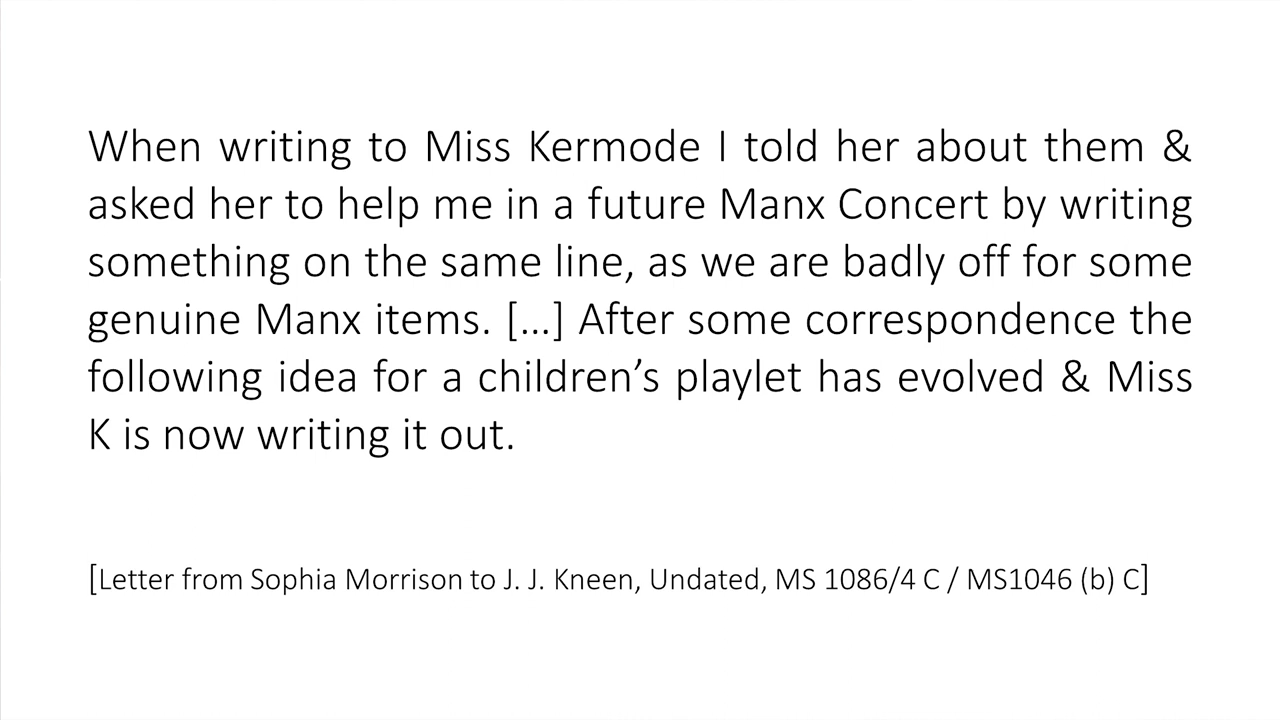 When writing to Miss Kermode I told her about them &
asked her to help me in a future Manx Concert by writing
something on the same line, as we are badly off for some
genuine Manx items. [...] After some correspondence the
following idea for a children’s playlet has evolved & Miss
K is now writing it out.
[Letter from Sophia Morrison to J. J. Kneen, Undated, MS 1086/4 C / MS1046 (b) C]